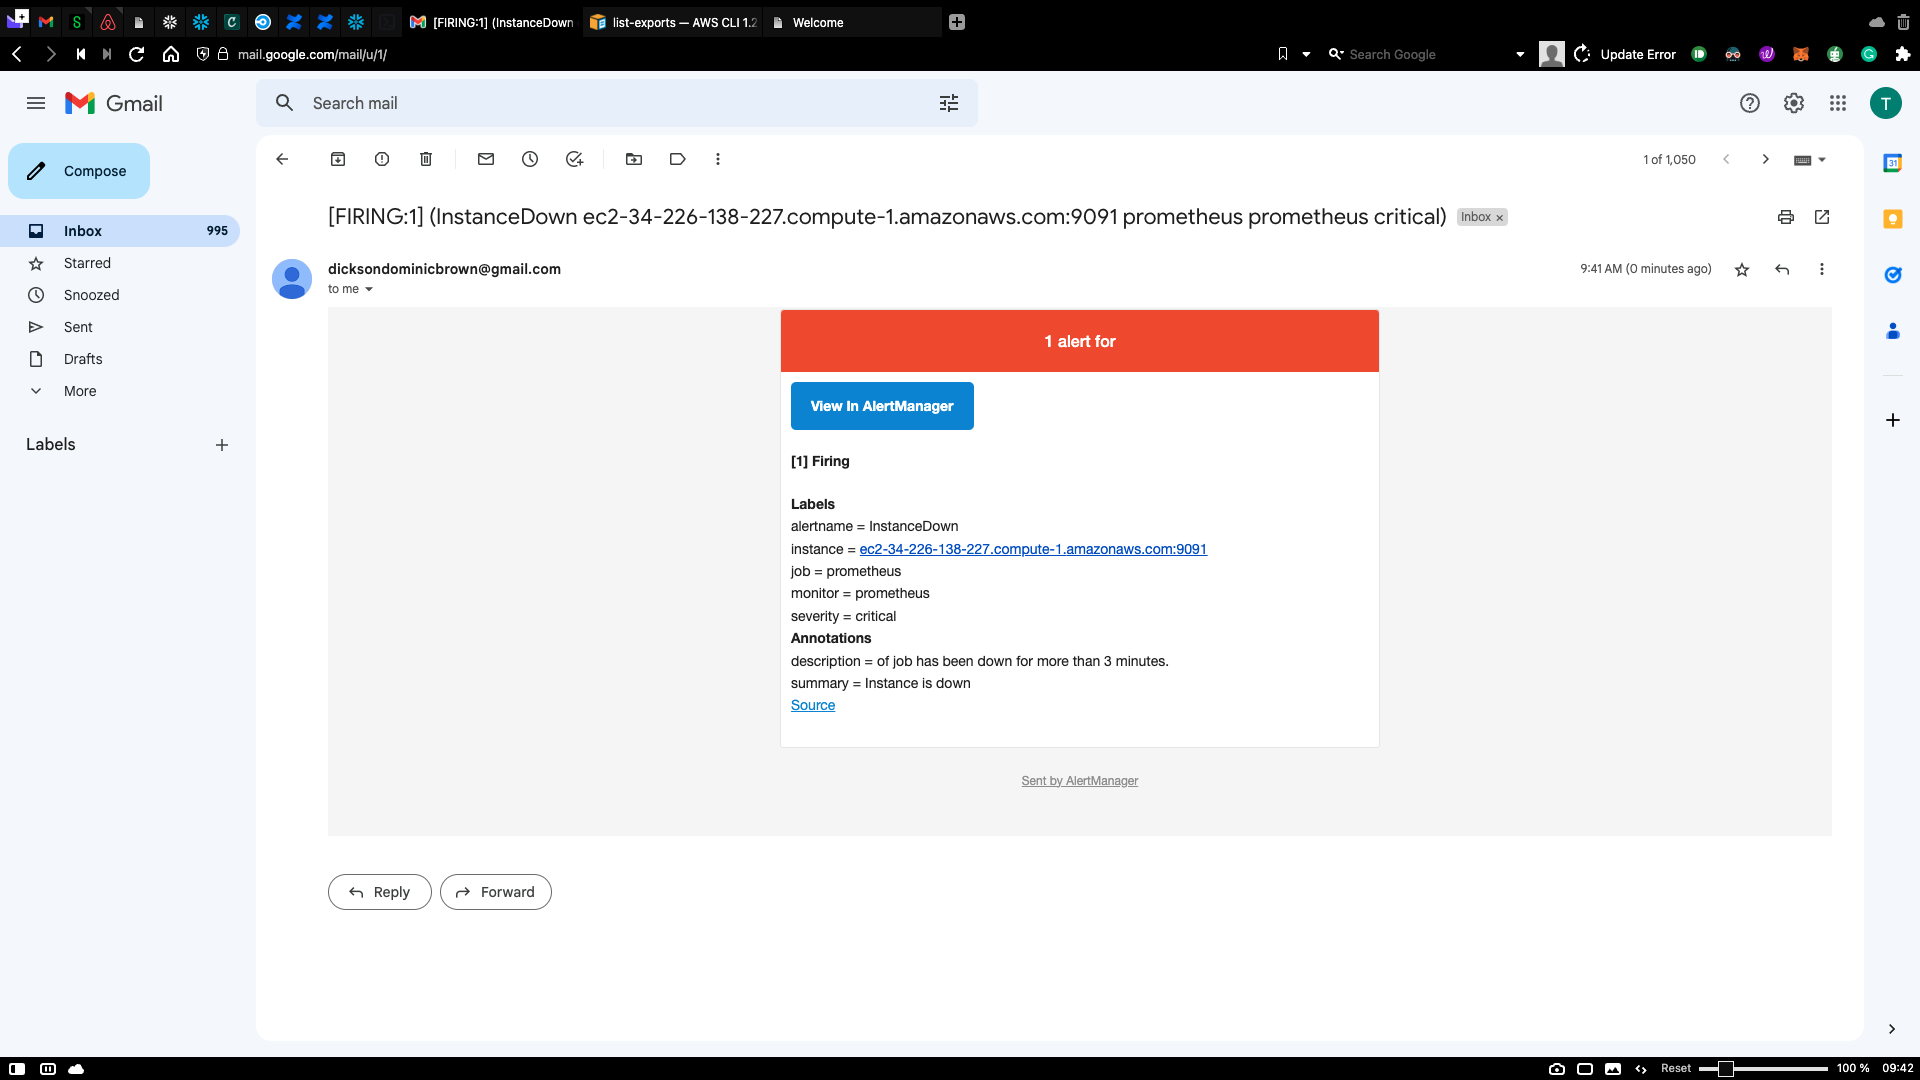 [FIRING:1] (InstanceDown
list-exports — AWS CLI 1.2
Welcome
mail.google.com/mail/u/1/
Search Google
Update Error
Gmail
Search mail
T
Compose
1 of 1,050
31
[FIRING:1] (InstanceDown ec2-34-226-138-227.compute-1.amazonaws.com:9091 prometheus prometheus critical)
Inbox ×
Inbox 995
Starred
Snoozed
Sent
Drafts
More
Labels
dicksondominicbrown@gmail.com
9:41 AM (0 minutes ago)
to me
1 alert for
View In AlertManager
[1] Firing
Labels
alertname = InstanceDown
instance = ec2-34-226-138-227.compute-1.amazonaws.com:9091
job = prometheus
monitor = prometheus
severity = critical
Annotations
description = of job has been down for more than 3 minutes.
summary = Instance is down
Source
Sent by AlertManager
Reply
Forward
Reset
100 %
09:42